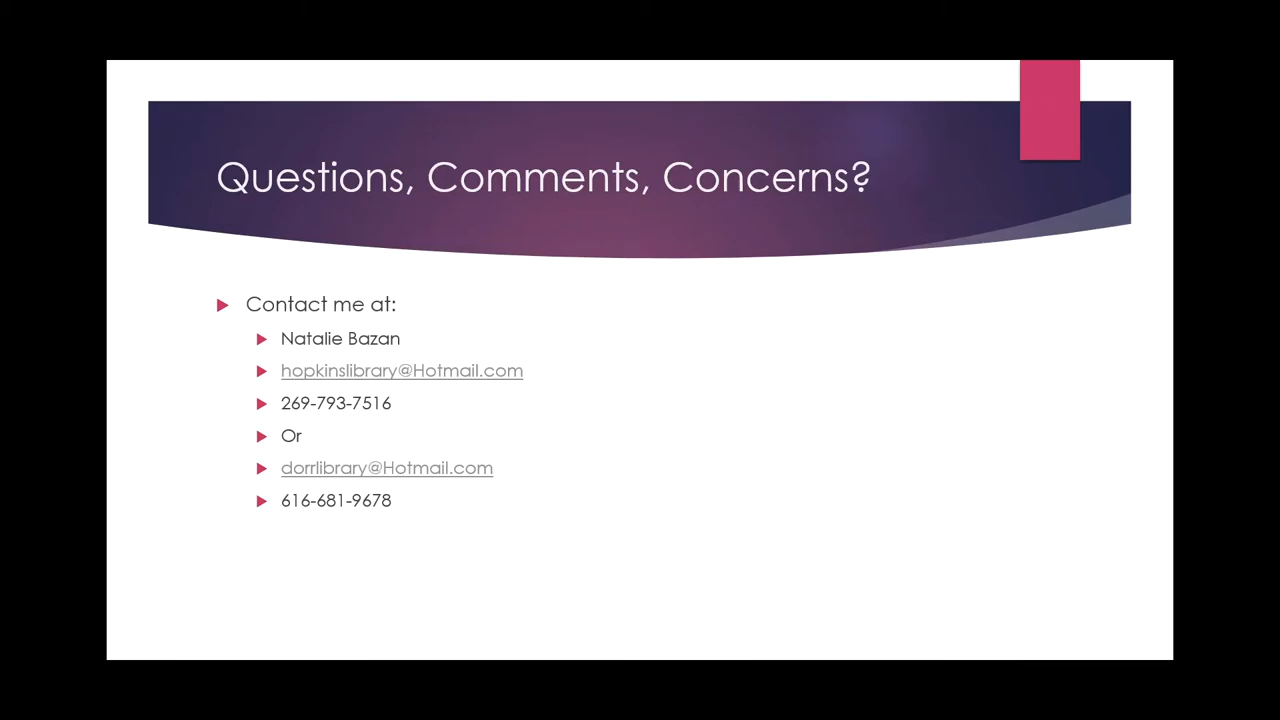 Questions, Comments, Concerns?
Contact me at:
Natalie Bazan
hopkinslibrary@Hotmail.com
269-793-7516
Or
dorrlibrary@Hotmail.com
616-681-9678